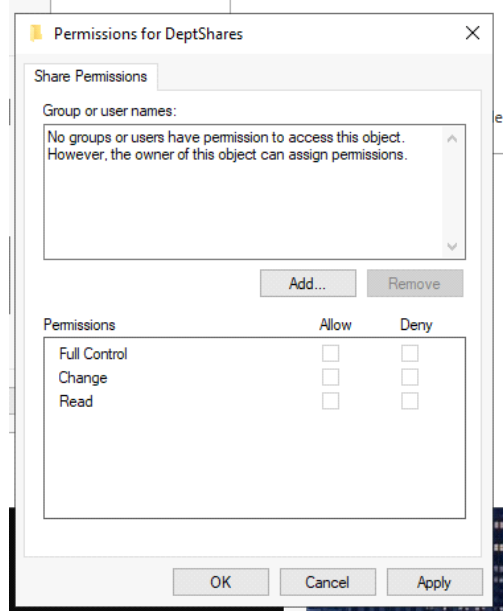 Permissions for DeptShares
Share Permissions
Group or user names:
No groups or users have permission to access this object.
However, the owner of this object can assign permissions.
Add...
Remove
Permissions
Allow
Deny
Full Control
Change
Read
OK
Cancel
Apply